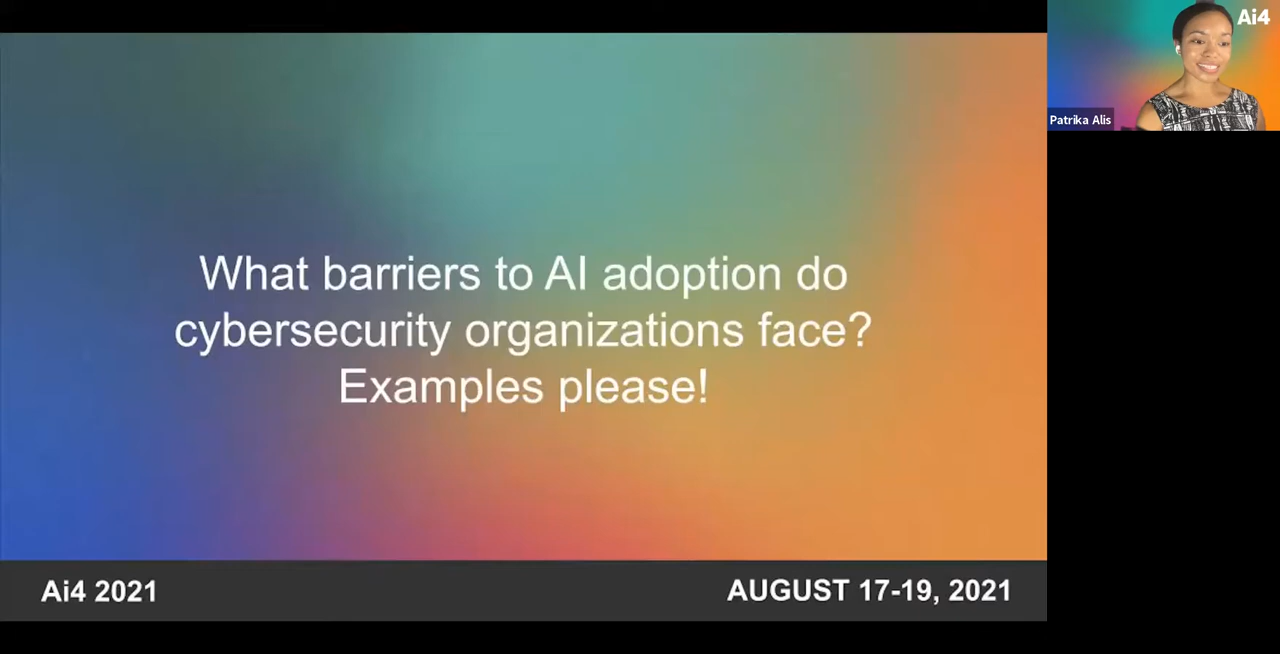 Ai4
Patrika Alis
What barriers to AI adoption do
cybersecurity organizations face?
Examples please!
Ai4 2021
AUGUST 17-19, 2021